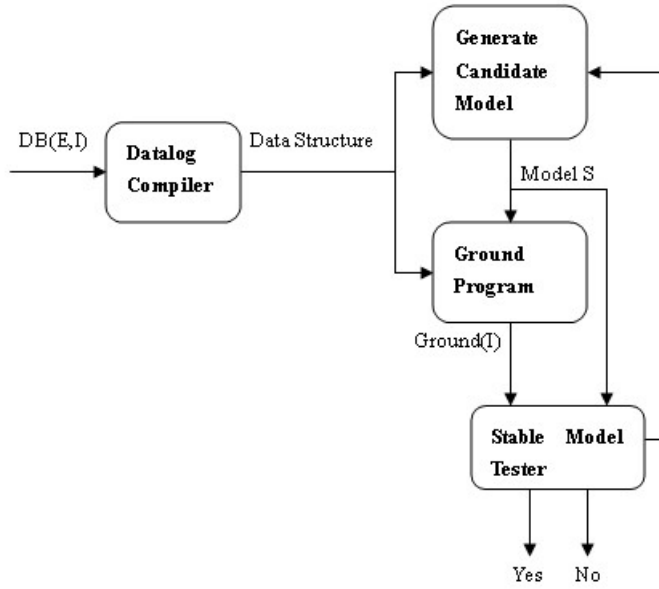 Generate
Candidate
Model
DB(E,I)
Datalog
Compiler
Data Structure
Model S
Ground
Program
Ground(I)
Stable Model
Tester
Yes
No